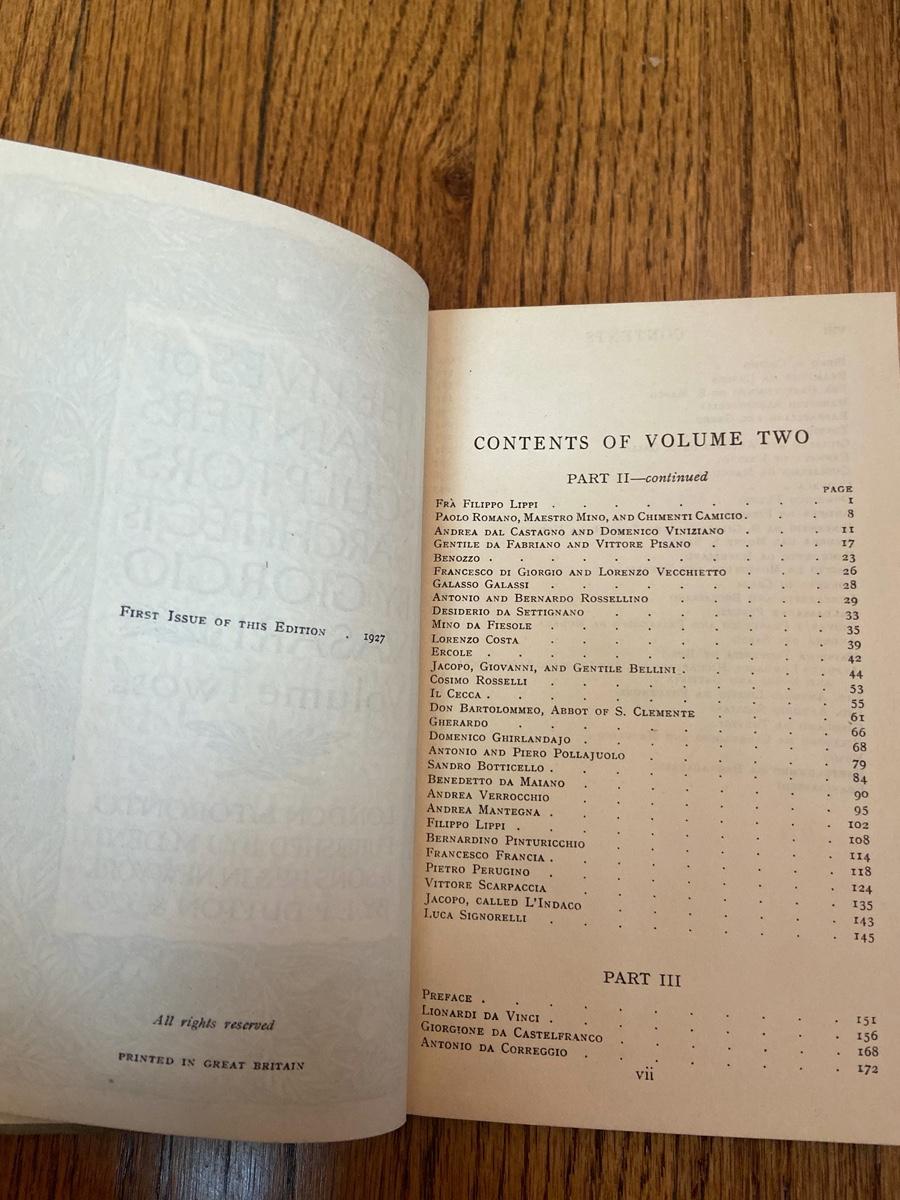 First Issue of this Edition . 1927
All rights reserved
PRINTED IN GREAT BRITAIN
CONTENTS OF VOLUME TWO
PART II—continued
PAGE
Frà Filippo Lippi 1
Paolo Romano, Maestro Mino, and Chimenti Camicio 8
Andrea dal Castagno and Domenico Viniziano 11
Gentile da Fabriano and Vittore Pisano 17
Benozzo 23
Francesco di Giorgio and Lorenzo Vecchietto 26
Galasso Galassi 28
Antonio and Bernardo Rossellino 29
Desiderio da Settignano 33
Mino da Fiesole 35
Lorenzo Costa 39
Ercole 42
Jacopo, Giovanni, and Gentile Bellini 44
Cosimo Rosselli 53
Il Cecca 55
Don Bartolommeo, Abbot of S. Clemente 61
Gherardo 66
Domenico Ghirlandajo 68
Antonio and Piero Pollajuolo 79
Sandro Botticello 84
Benedetto da Maiano 90
Andrea Verrocchio 95
Andrea Mantegna 102
Filippo Lippi 108
Bernardino Pinturicchio 114
Francesco Francia 118
Pietro Perugino 124
Vittore Scarpaccia 135
Jacopo, called L'Indaco 143
Luca Signorelli 145
PART III
Preface 151
Lionardi da Vinci 156
Giorgione da Castelfranco 168
Antonio da Correggio 172
vii